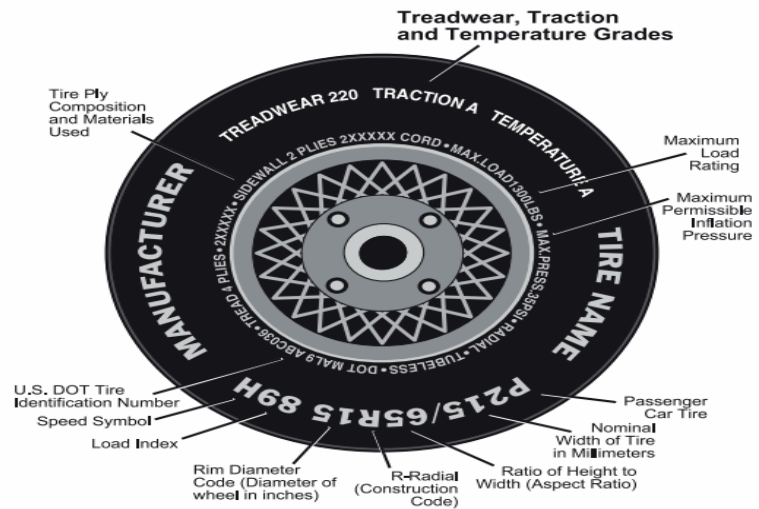 Treadwear, Traction
and Temperature Grades
Tire Ply
Composition
and Materials
Used
TREADWEAR 220 TRACTION A TEMPERATURE A
Maximum
Load
Rating
Maximum
Permissible
Inflation
Pressure
MANUFACTURER
TIRE NAME
SIDEWALL 2 PLIES 2XXXXX CORD • MAX.LOAD1300LBS • MAX.PRESS.35PSI • RADIAL • TUBELESS • DOT MAL9 ABC036 • TREAD 4 PLIES • 2XXXXX •
P215/65R15 89H
U.S. DOT Tire
Identification Number
Speed Symbol
Load Index
Rim Diameter
Code (Diameter of
wheel in inches)
R-Radial
(Construction
Code)
Ratio of Height to
Width (Aspect Ratio)
Nominal
Width of Tire
in Millimeters
Passenger
Car Tire